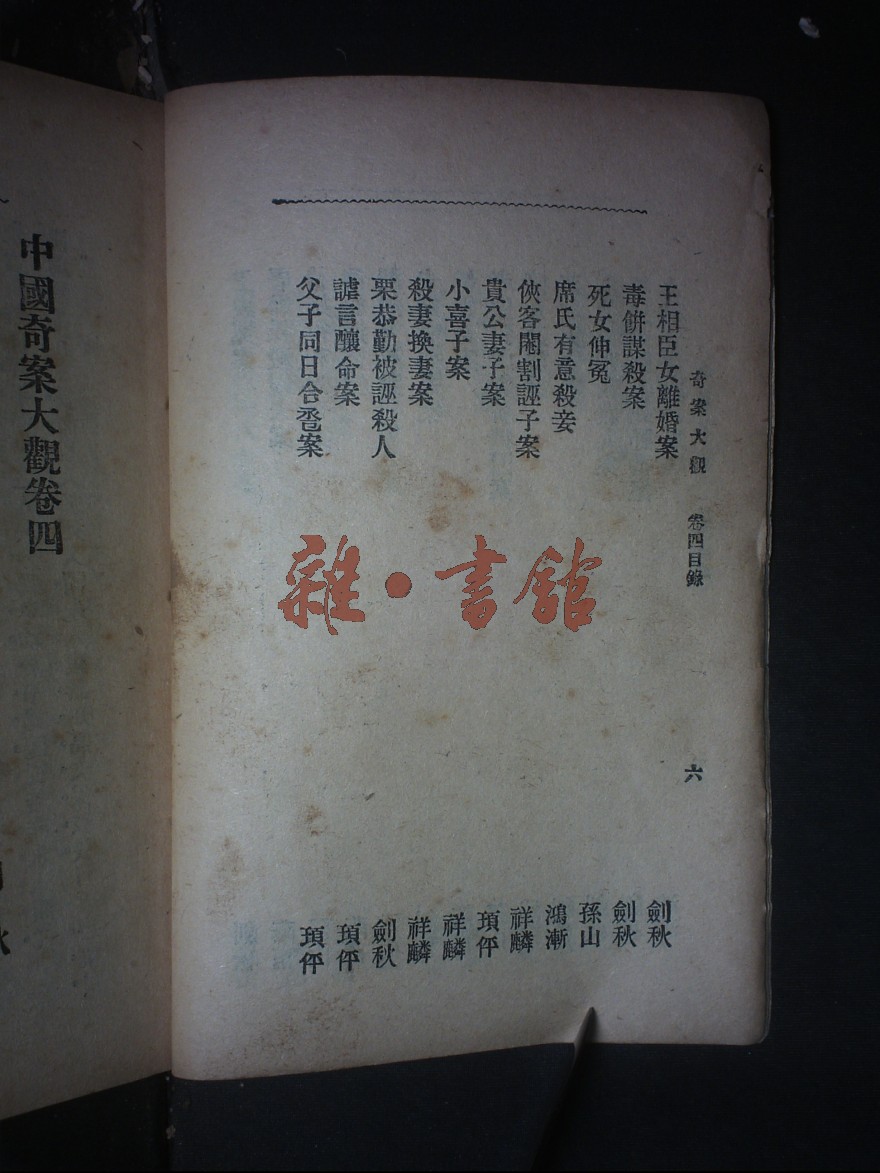 奇案大觀 卷四目錄 六
王相臣女離婚案 劍秋
毒餅謀殺案 劍秋
死女伸冤 孫山
席氏有意殺妾 鴻漸
俠客閹割誣子案 祥麟
貴公妻子案 頊伻
小喜子案 祥麟
殺妻換妻案 祥麟
栗恭勤被誣殺人 劍秋
謔言釀命案 頊伻
父子同日合巹案 頊伻
雜·書館
中國奇案大觀卷四
秋